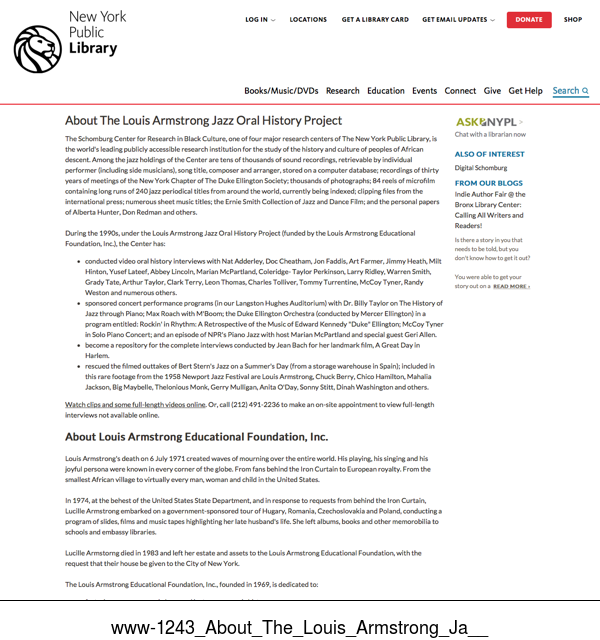 New York
Public
Library
LOG IN
LOCATIONS
GET A LIBRARY CARD
GET EMAIL UPDATES
DONATE
SHOP
Books/Music/DVDs
Research
Education
Events
Connect
Give
Get Help
Search
About The Louis Armstrong Jazz Oral History Project
The Schomburg Center for Research in Black Culture, one of four major research centers of The New York Public Library, is
the world's leading publicly accessible research institution for the study of the history and culture of peoples of African
descent. Among the jazz holdings of the Center are tens of thousands of sound recordings, retrievable by individual
performer (including side musicians), song title, composer and arranger, stored on a computer database; recordings of thirty
years of meetings of the New York Chapter of The Duke Ellington Society; thousands of photographs; 84 reels of microfilm
containing long runs of 240 jazz periodical titles from around the world, currently being indexed; clipping files from the
international press; numerous sheet music titles; the Ernie Smith Collection of Jazz and Dance Film; and the personal papers
of Alberta Hunter, Don Redman and others.
During the 1990s, under the Louis Armstrong Jazz Oral History Project (funded by the Louis Armstrong Educational
Foundation, Inc.), the Center has:
• conducted video oral history interviews with Nat Adderley, Doc Cheatham, Jon Faddis, Art Farmer, Jimmy Heath, Milt
Hinton, Yusef Lateef, Abbey Lincoln, Marian McPartland, Coleridge- Taylor Perkinson, Larry Ridley, Warren Smith,
Grady Tate, Arthur Taylor, Clark Terry, Leon Thomas, Charles Tolliver, Tommy Turrentine, McCoy Tyner, Randy
Weston and numerous others.
• sponsored concert performance programs (in our Langston Hughes Auditorium) with Dr. Billy Taylor on The History of
Jazz through Piano; Max Roach with M'Boom; the Duke Ellington Orchestra (conducted by Mercer Ellington) in a
program entitled: Rockin' in Rhythm: A Retrospective of the Music of Edward Kennedy "Duke" Ellington; McCoy Tyner
in Solo Piano Concert; and an episode of NPR's Piano Jazz with host Marian McPartland and special guest Geri Allen.
• become a repository for the complete interviews conducted by Jean Bach for her landmark film, A Great Day in
Harlem.
• rescued the filmed outtakes of Bert Stern's Jazz on a Summer's Day (from a storage warehouse in Spain); included in
this rare footage from the 1958 Newport Jazz Festival are Louis Armstrong, Chuck Berry, Chico Hamilton, Mahalia
Jackson, Big Maybelle, Thelonious Monk, Gerry Mulligan, Anita O'Day, Sonny Stitt, Dinah Washington and others.
Watch clips and some full-length videos online. Or, call (212) 491-2236 to make an on-site appointment to view full-length
interviews not available online.
About Louis Armstrong Educational Foundation, Inc.
Louis Armstrong's death on 6 July 1971 created waves of mourning over the entire world. His playing, his singing and his
joyful persona were known in every corner of the globe. From fans behind the Iron Curtain to European royalty. From the
smallest African village to virtually every man, woman and child in the United States.
In 1974, at the behest of the United States State Department, and in response to requests from behind the Iron Curtain,
Lucille Armstrong embarked on a government-sponsored tour of Hugary, Romania, Czechoslovakia and Poland, conducting a
program of slides, films and music tapes highlighting her late husband's life. She left albums, books and other memorobilia to
schools and embassy libraries.
Lucille Armstorng died in 1983 and left her estate and assets to the Louis Armstrong Educational Foundation, with the
request that their house be given to the City of New York.
The Louis Armstrong Educational Foundation, Inc., founded in 1969, is dedicated to:
ASK NYPL >
Chat with a librarian now
ALSO OF INTEREST
Digital Schomburg
FROM OUR BLOGS
Indie Author Fair @ the
Bronx Library Center:
Calling All Writers and
Readers!
Is there a story in you that
needs to be told, but you
don't know how to get it out?
You were able to get your
story out on a READ MORE ›
www-1243_About_The_Louis_Armstrong_Ja__